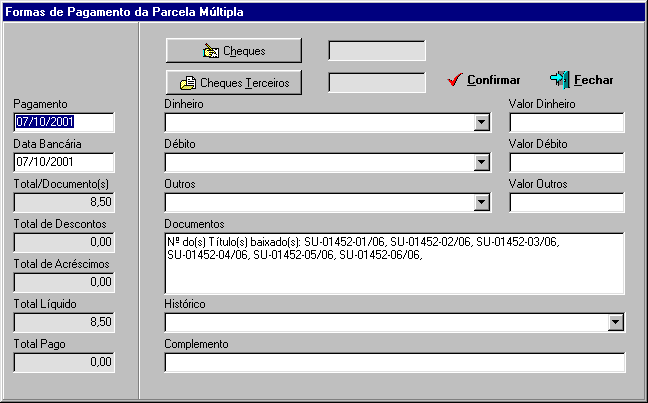 Formas de Pagamento da Parcela Múltipla
Cheques
Cheques Terceiros
Confirmar
Fechar
Pagamento
Dinheiro
Valor Dinheiro
07/10/2001
Data Bancária
Débito
Valor Débito
07/10/2001
Total/Documento(s)
Outros
Valor Outros
8,50
Total de Descontos
Documentos
0,00
Nº do(s) Título(s) baixado(s): SU-01452-01/06, SU-01452-02/06, SU-01452-03/06,
SU-01452-04/06, SU-01452-05/06, SU-01452-06/06,
Total de Acréscimos
0,00
Total Líquido
Histórico
8,50
Total Pago
Complemento
0,00